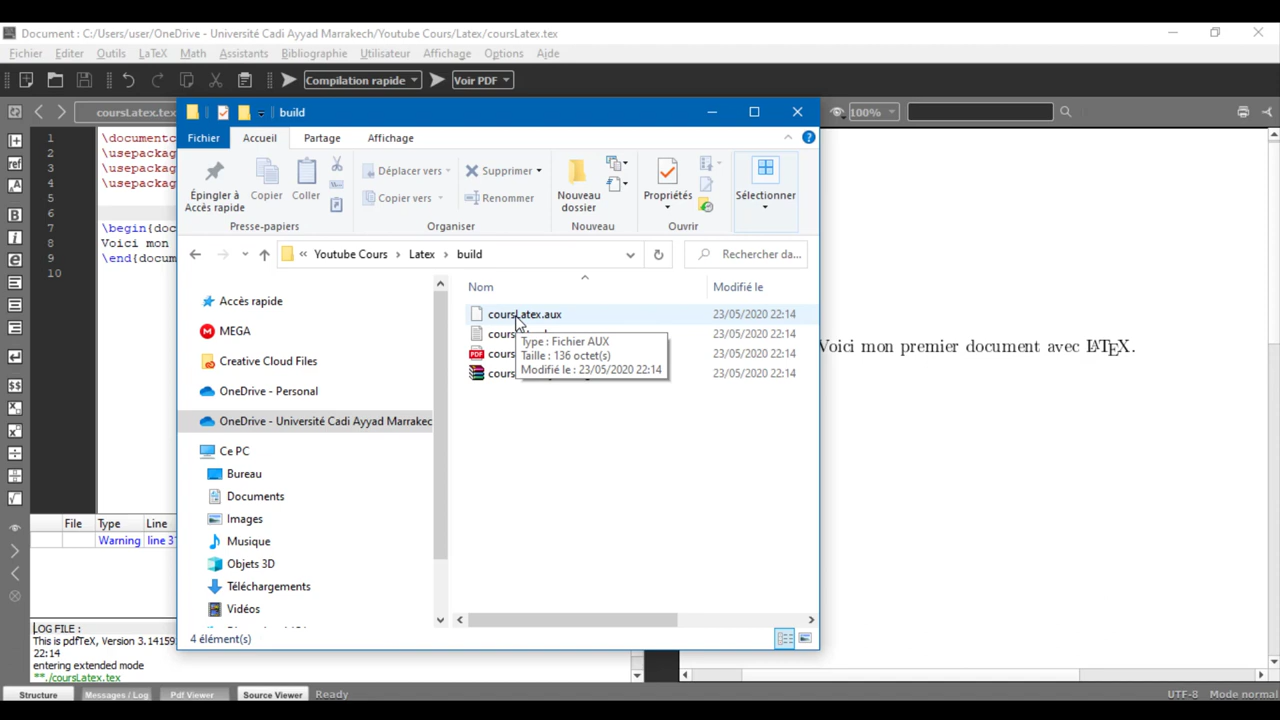 Document : C:/Users/user/OneDrive - Université Cadi Ayyad Marrakech/Youtube Cours/Latex/coursLatex.tex
Fichier Editer Outils LaTeX Math Assistants Bibliographie Utilisateur Affichage Options Aide
Compilation rapide Voir PDF
coursLatex.tex
build
100%
Fichier Accueil Partage Affichage
Épingler à Accès rapide
Copier
Coller
Déplacer vers
Copier vers
Supprimer
Renommer
Nouveau dossier
Propriétés
Sélectionner
Presse-papiers Organiser Nouveau Ouvrir
« Youtube Cours › Latex › build
Rechercher da...
1 \documentc
2 \usepackag
3 \usepackag
4 \usepackag
5
6
7 \begin{doc
8 Voici mon
9 \end{docum
10
Accès rapide
MEGA
Creative Cloud Files
OneDrive - Personal
OneDrive - Université Cadi Ayyad Marrakec
Ce PC
Bureau
Documents
Images
Musique
Objets 3D
Téléchargements
Vidéos
Nom Modifié le
coursLatex.aux 23/05/2020 22:14
cours 23/05/2020 22:14
cours 23/05/2020 22:14
cours 23/05/2020 22:14
Type : Fichier AUX
Taille : 136 octet(s)
Modifié le : 23/05/2020 22:14
4 élément(s)
Voici mon premier document avec LATEX.
File Type Line
Warning line 3
LOG FILE :
This is pdfTeX, Version 3.14159
22:14
entering extended mode
**./coursLatex.tex
Structure Messages / Log Pdf Viewer Source Viewer Ready
UTF-8 Mode normal